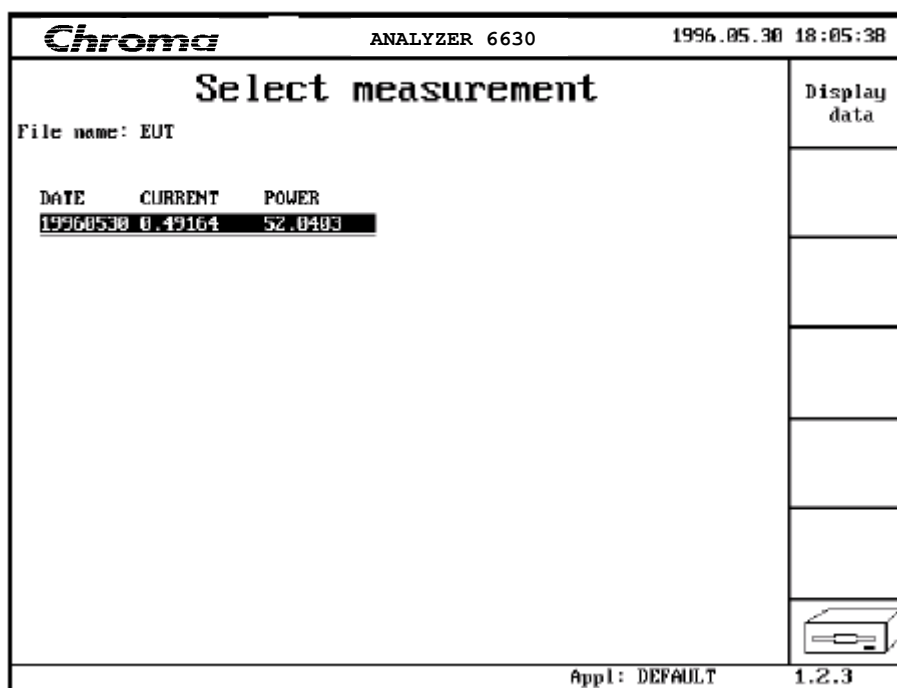 Chroma ANALYZER 6630 1996.05.30 18:05:38
Select measurement
Display
data
File name: EUT
DATE CURRENT POWER
19960530 0.49164 52.0403
Appl: DEFAULT 1.2.3